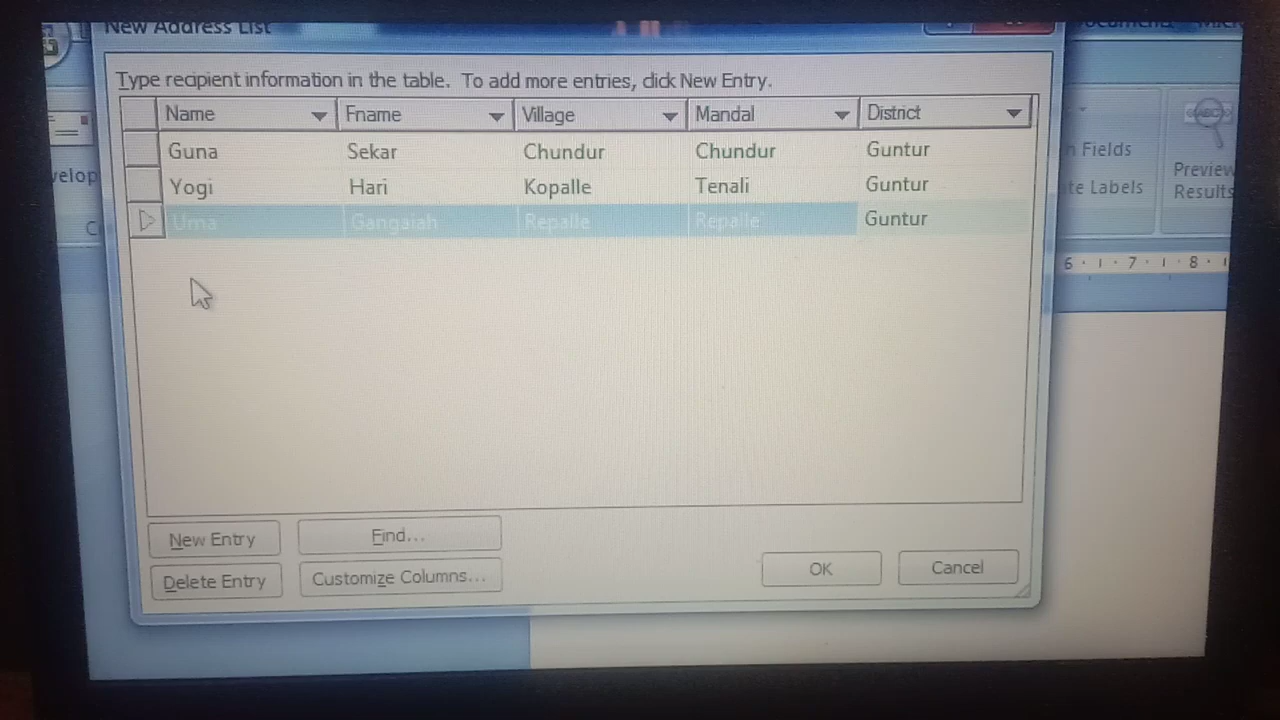 New Address List
Type recipient information in the table. To add more entries, click New Entry.
Name Fname Village Mandal District
Guna Sekar Chundur Chundur Guntur
Yogi Hari Kopalle Tenali Guntur
Uma Gangaiah Repalle Repalle Guntur
New Entry Find...
Delete Entry Customize Columns...
OK Cancel
Fields
Labels
Preview
Results
6 7 8